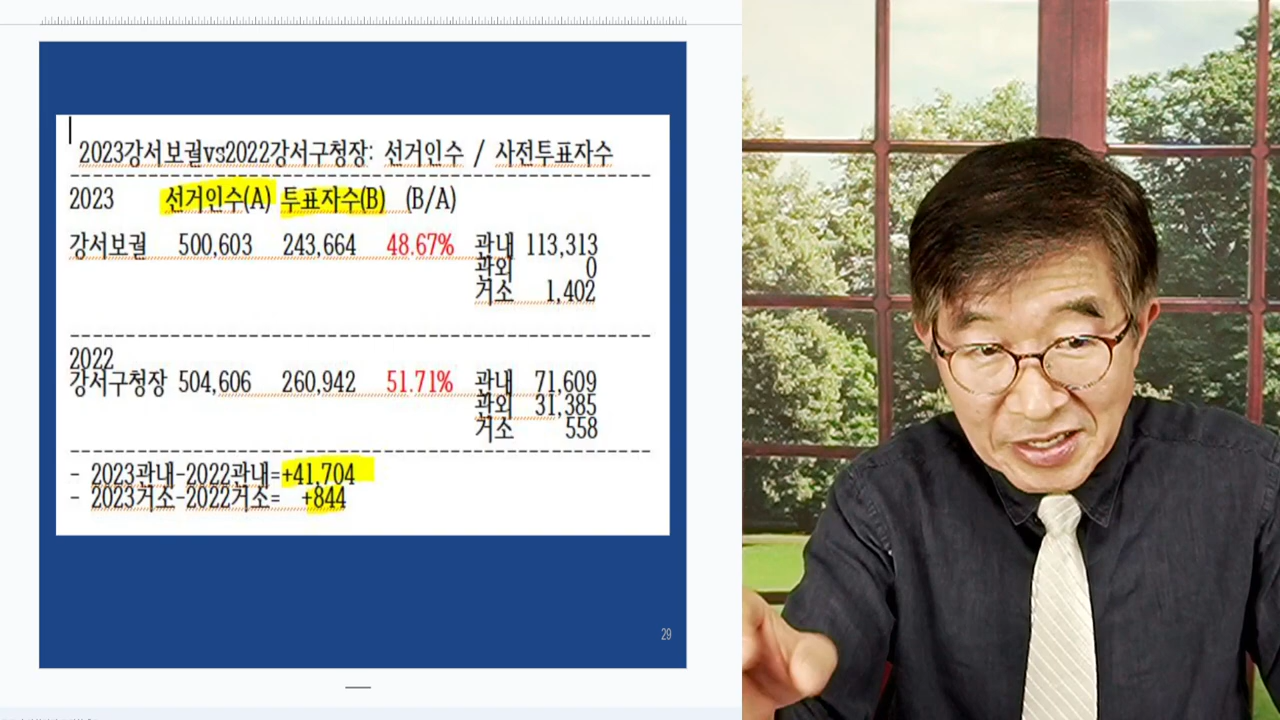 2023강서보궐vs2022강서구청장: 선거인수 / 사전투표자수
2023 선거인수(A) 투표자수(B) (B/A)
강서보궐 500,603 243,664 48.67% 관내 113,313
관외 0
거소 1,402
2022
강서구청장 504,606 260,942 51.71% 관내 71,609
관외 31,385
거소 558
- 2023관내-2022관내=+41,704
- 2023거소-2022거소= +844
29